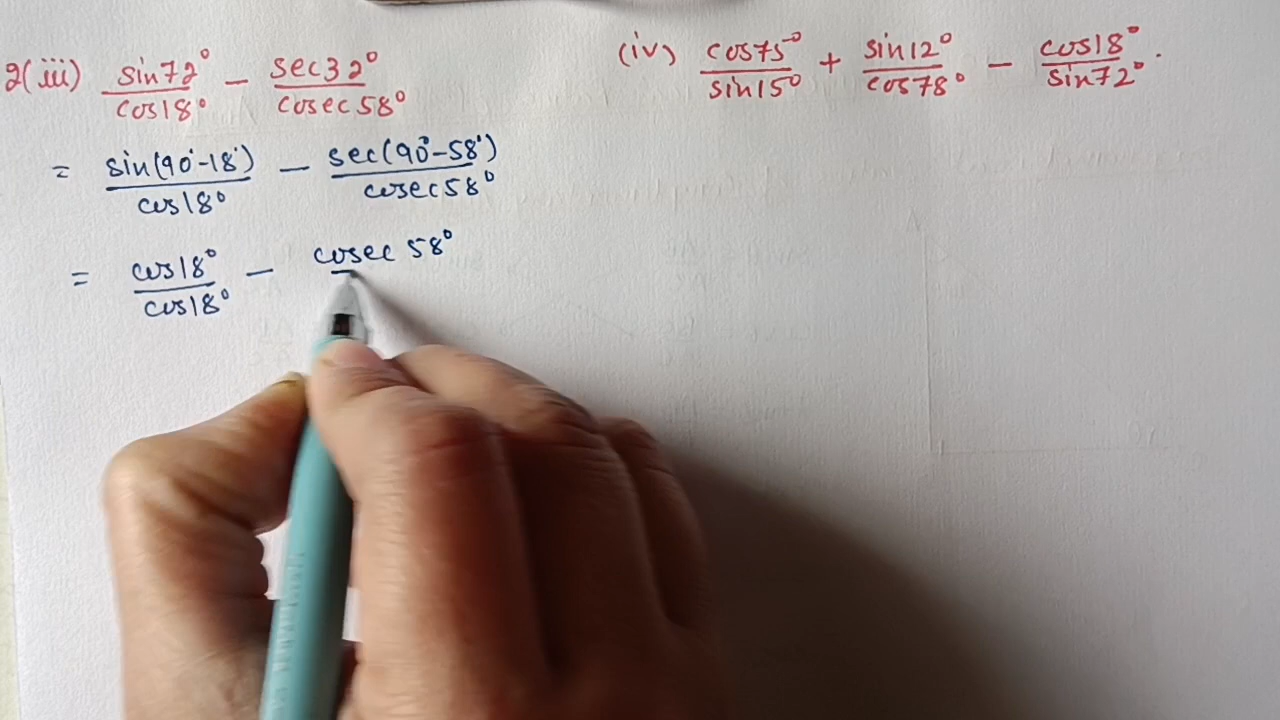 2(iii) sin72°/cos18° − sec32°/cosec58°
= sin(90°-18°)/cos18° − sec(90°-58°)/cosec58°
= cos18°/cos18° − cosec 58°
(iv) cos75°/sin15° + sin12°/cos78° − cos18°/sin72°.